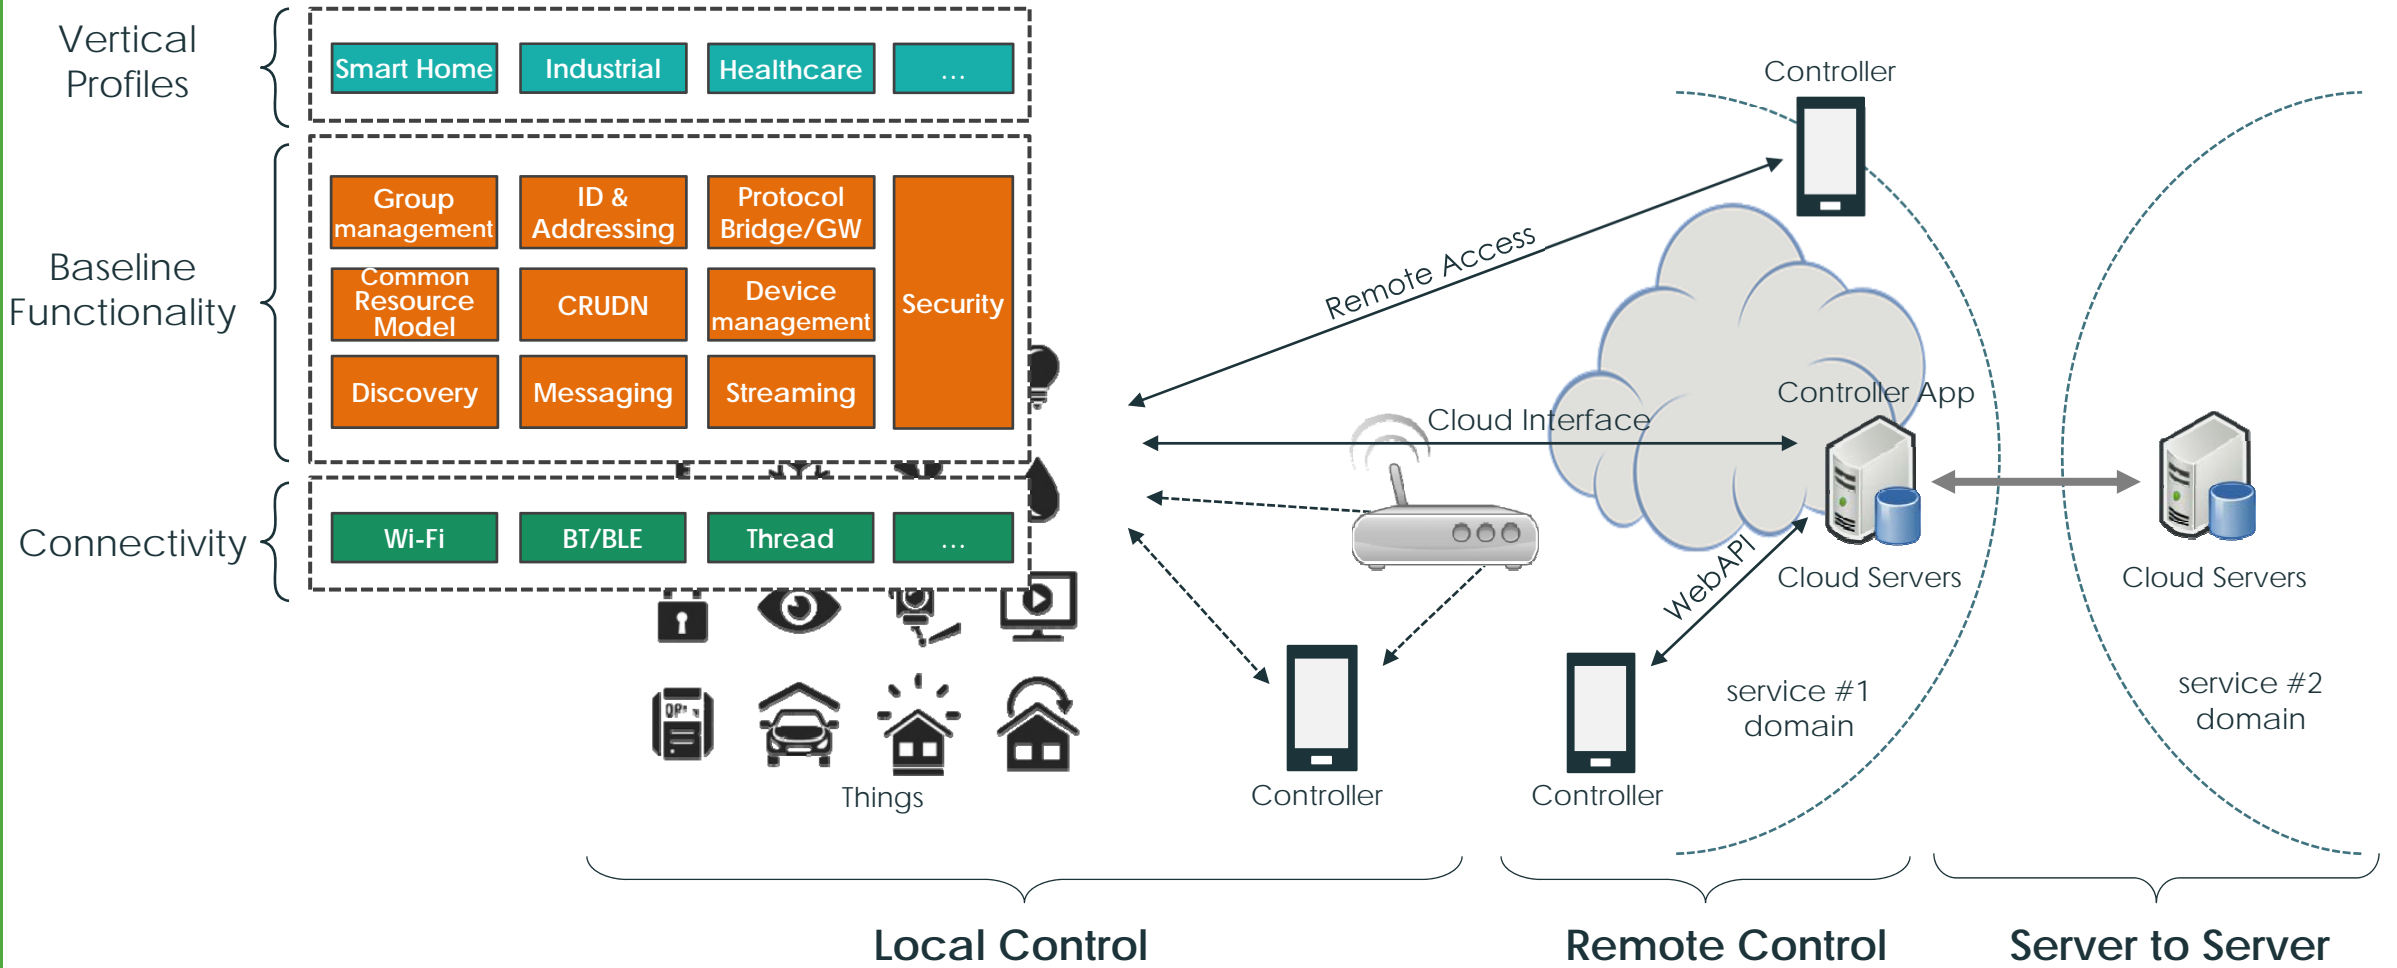 Vertical
Profiles
Smart Home
Industrial
Healthcare
...
Baseline
Functionality
Group
management
ID &
Addressing
Protocol
Bridge/GW
Common
Resource
Model
CRUDN
Device
management
Security
Discovery
Messaging
Streaming
Connectivity
Wi-Fi
BT/BLE
Thread
...
Things
Controller
Remote Access
Cloud Interface
Controller App
WebAPI
Cloud Servers
Cloud Servers
Controller
Controller
service #1
domain
service #2
domain
Local Control
Remote Control
Server to Server